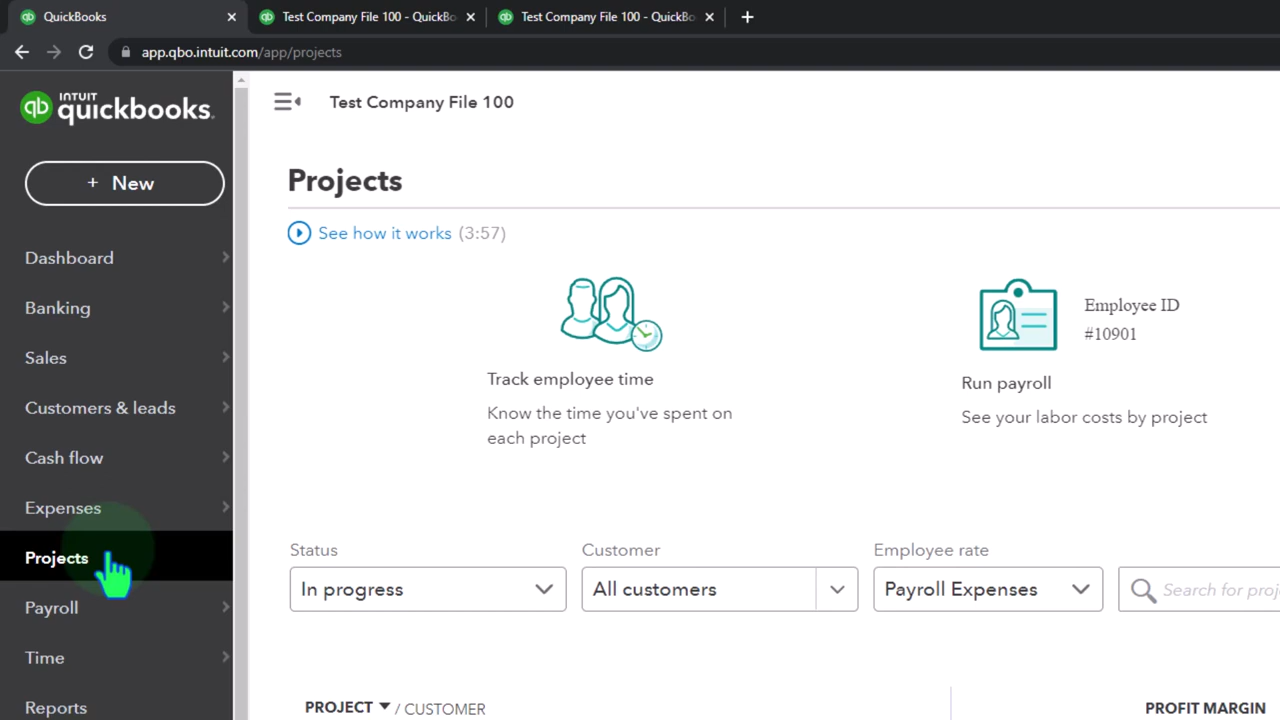 QuickBooks
Test Company File 100 - QuickBo
Test Company File 100 - QuickBo
app.qbo.intuit.com/app/projects
qb INTUIT quickbooks.
Test Company File 100
+ New
Projects
See how it works (3:57)
Dashboard
Banking
Sales
Customers & leads
Cash flow
Expenses
Projects
Payroll
Time
Reports
Track employee time
Know the time you've spent on
each project
Employee ID
#10901
Run payroll
See your labor costs by project
Status
In progress
Customer
All customers
Employee rate
Payroll Expenses
Search for proj
PROJECT / CUSTOMER
PROFIT MARGIN